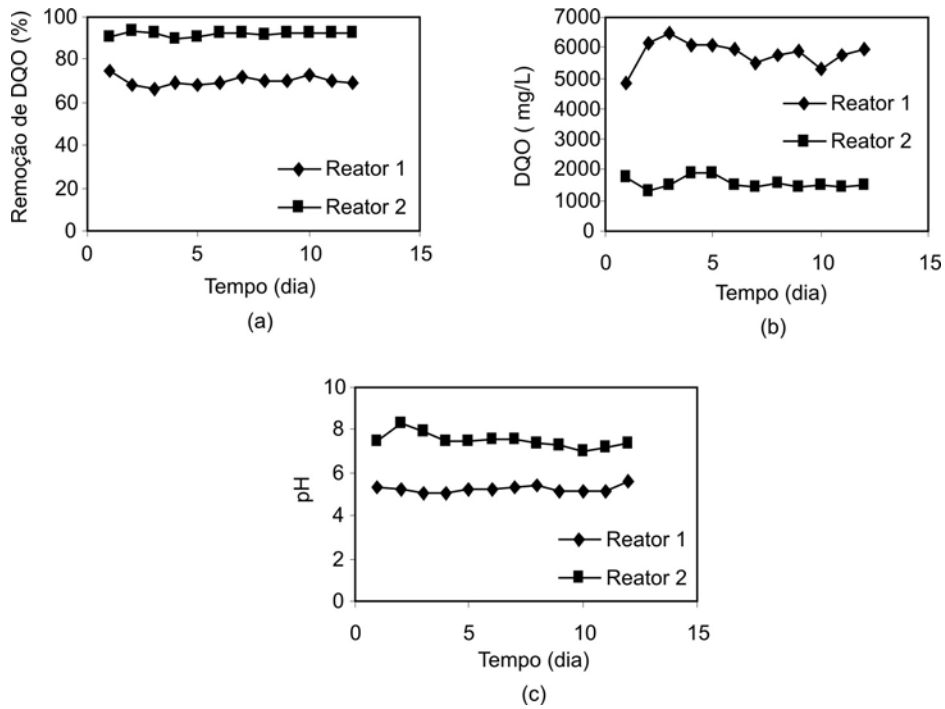 Remoção de DQO (%)
100
80
60
40
20
0
Reator 1
Reator 2
0 5 10 15
Tempo (dia)
(a)
DQO ( mg/L)
7000
6000
5000
4000
3000
2000
1000
0
Reator 1
Reator 2
0 5 10 15
Tempo (dia)
(b)
pH
10
8
6
4
2
0
Reator 1
Reator 2
0 5 10 15
Tempo (dia)
(c)